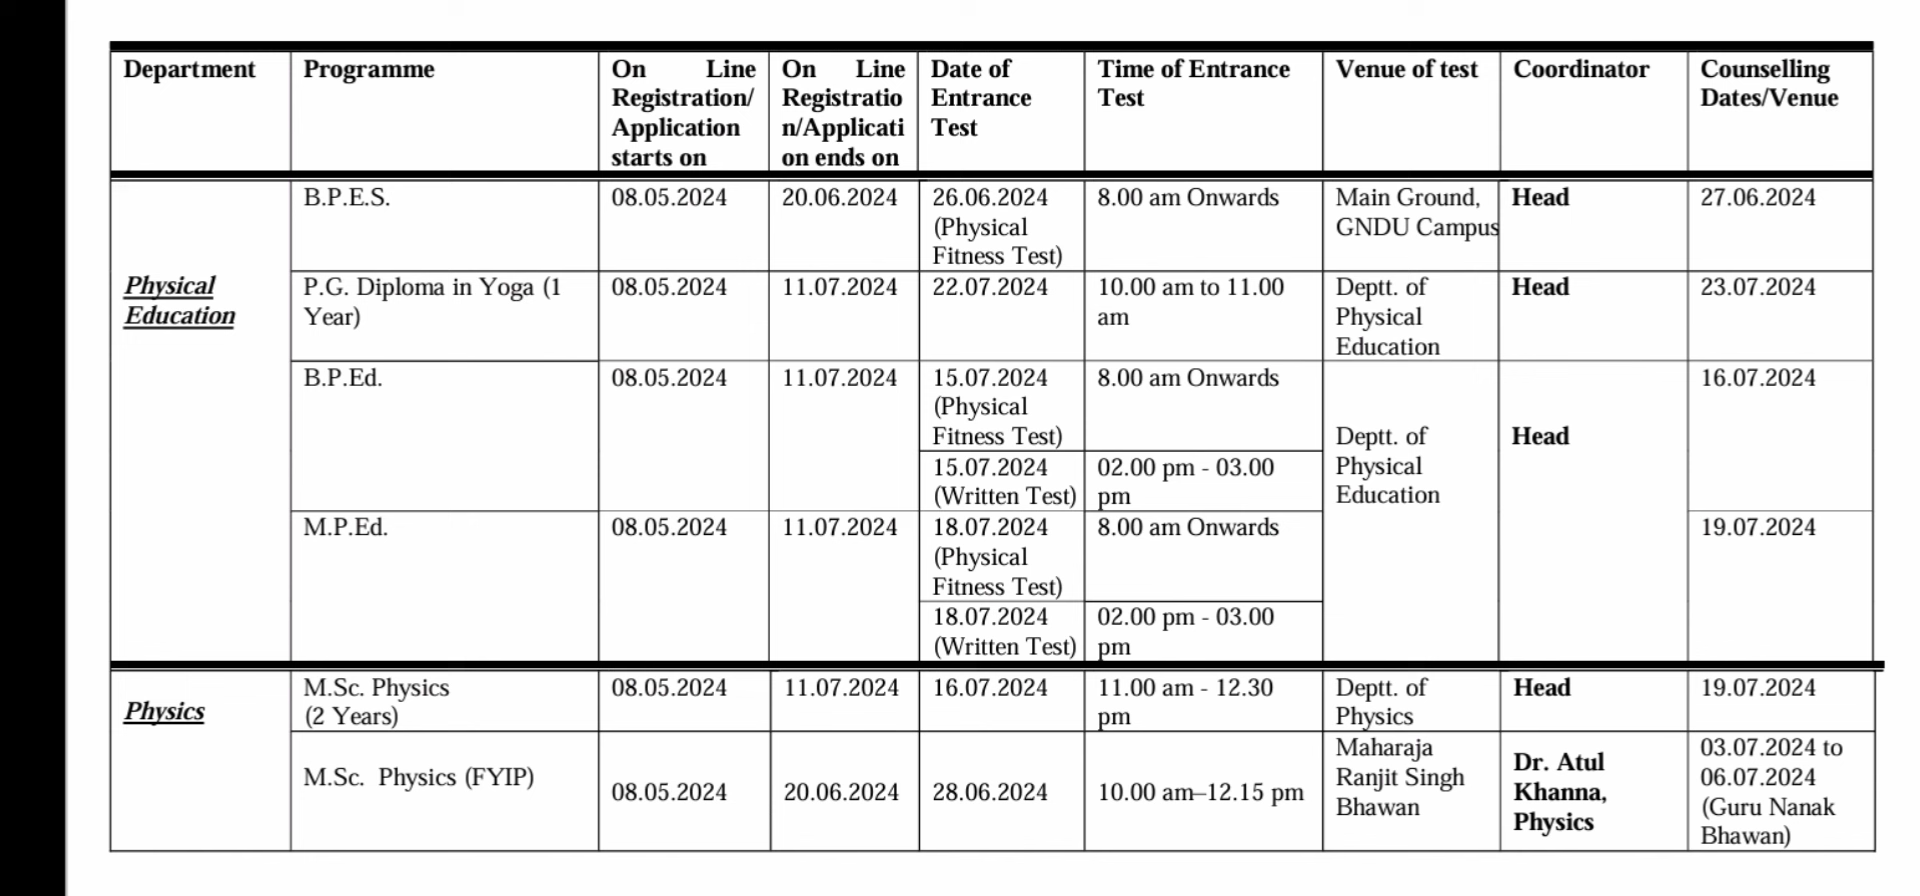 Department
Programme
On Line
Registration/
Application
starts on
On Line
Registratio
n/Applicati
on ends on
Date of
Entrance
Test
Time of Entrance
Test
Venue of test
Coordinator
Counselling
Dates/Venue
Physical
Education
B.P.E.S.
08.05.2024
20.06.2024
26.06.2024
(Physical
Fitness Test)
8.00 am Onwards
Main Ground,
GNDU Campus
Head
27.06.2024
P.G. Diploma in Yoga (1
Year)
08.05.2024
11.07.2024
22.07.2024
10.00 am to 11.00
am
Deptt. of
Physical
Education
Head
23.07.2024
B.P.Ed.
08.05.2024
11.07.2024
15.07.2024
(Physical
Fitness Test)
8.00 am Onwards
15.07.2024
(Written Test)
02.00 pm - 03.00
pm
Deptt. of
Physical
Education
Head
16.07.2024
M.P.Ed.
08.05.2024
11.07.2024
18.07.2024
(Physical
Fitness Test)
8.00 am Onwards
18.07.2024
(Written Test)
02.00 pm - 03.00
pm
19.07.2024
Physics
M.Sc. Physics
(2 Years)
08.05.2024
11.07.2024
16.07.2024
11.00 am - 12.30
pm
Deptt. of
Physics
Head
19.07.2024
M.Sc. Physics (FYIP)
08.05.2024
20.06.2024
28.06.2024
10.00 am–12.15 pm
Maharaja
Ranjit Singh
Bhawan
Dr. Atul
Khanna,
Physics
03.07.2024 to
06.07.2024
(Guru Nanak
Bhawan)